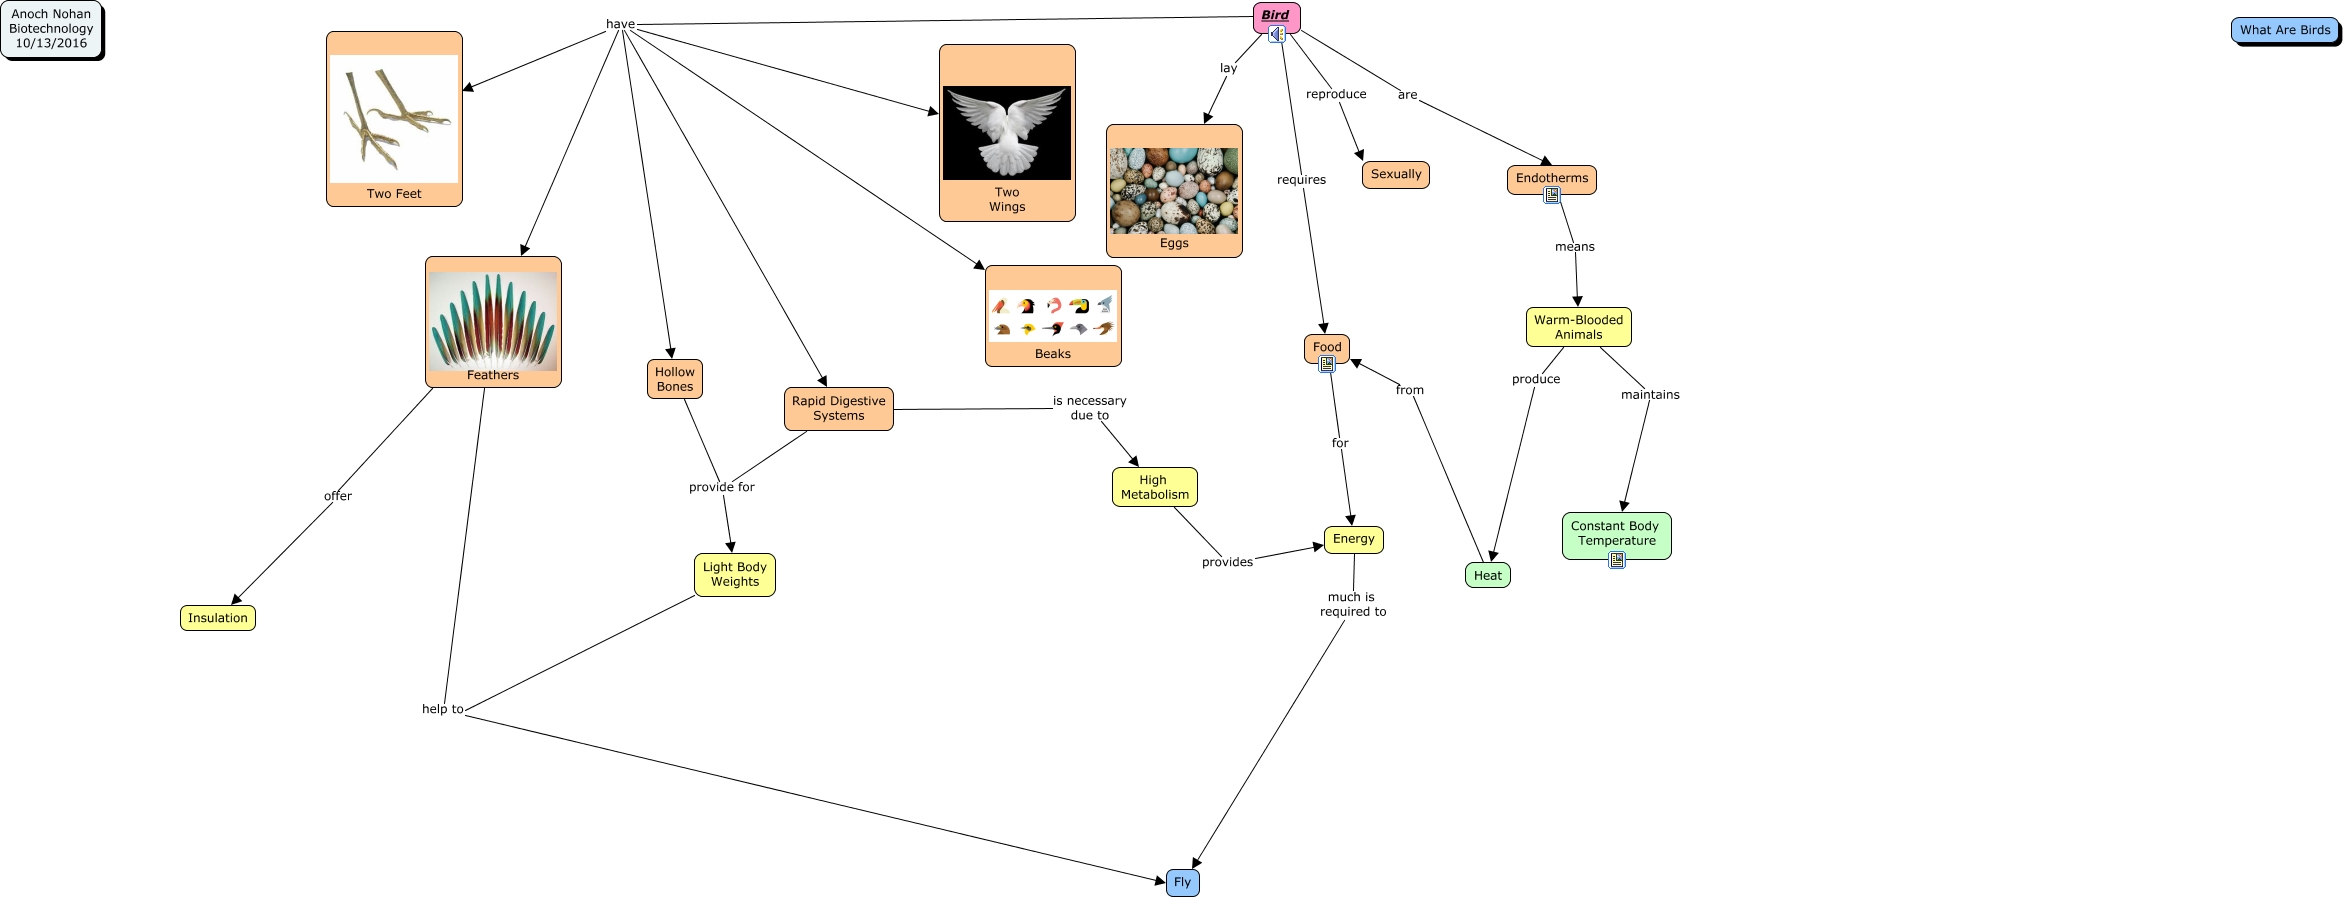 Anoch Nohan
Biotechnology
10/13/2016
have
Bird
What Are Birds
lay
reproduce
are
Two Feet
Two
Wings
Eggs
requires
Sexually
Endotherms
means
Feathers
Beaks
Food
Warm-Blooded
Animals
Hollow
Bones
Rapid Digestive
Systems
is necessary
due to
from
produce
maintains
for
offer
provide for
High
Metabolism
Energy
Constant Body
Temperature
provides
Heat
Light Body
Weights
much is
required to
Insulation
help to
Fly